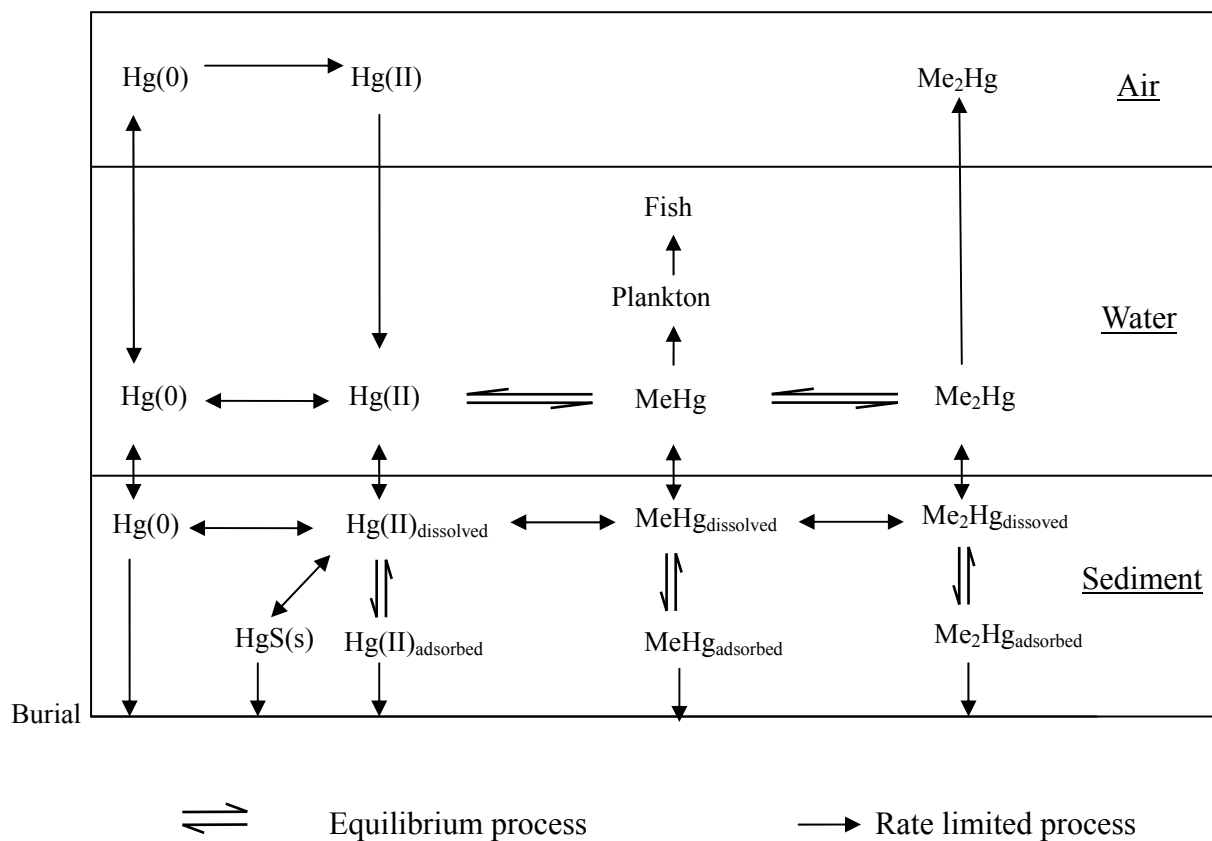 Hg(0) Hg(II) Me₂Hg Air
Fish
Plankton
Water
Hg(0) Hg(II) MeHg Me₂Hg
Hg(0) Hg(II)dissolved MeHgdissolved Me₂Hgdissoved
Sediment
HgS(s) Hg(II)adsorbed MeHgadsorbed Me₂Hgadsorbed
Burial
Equilibrium process Rate limited process